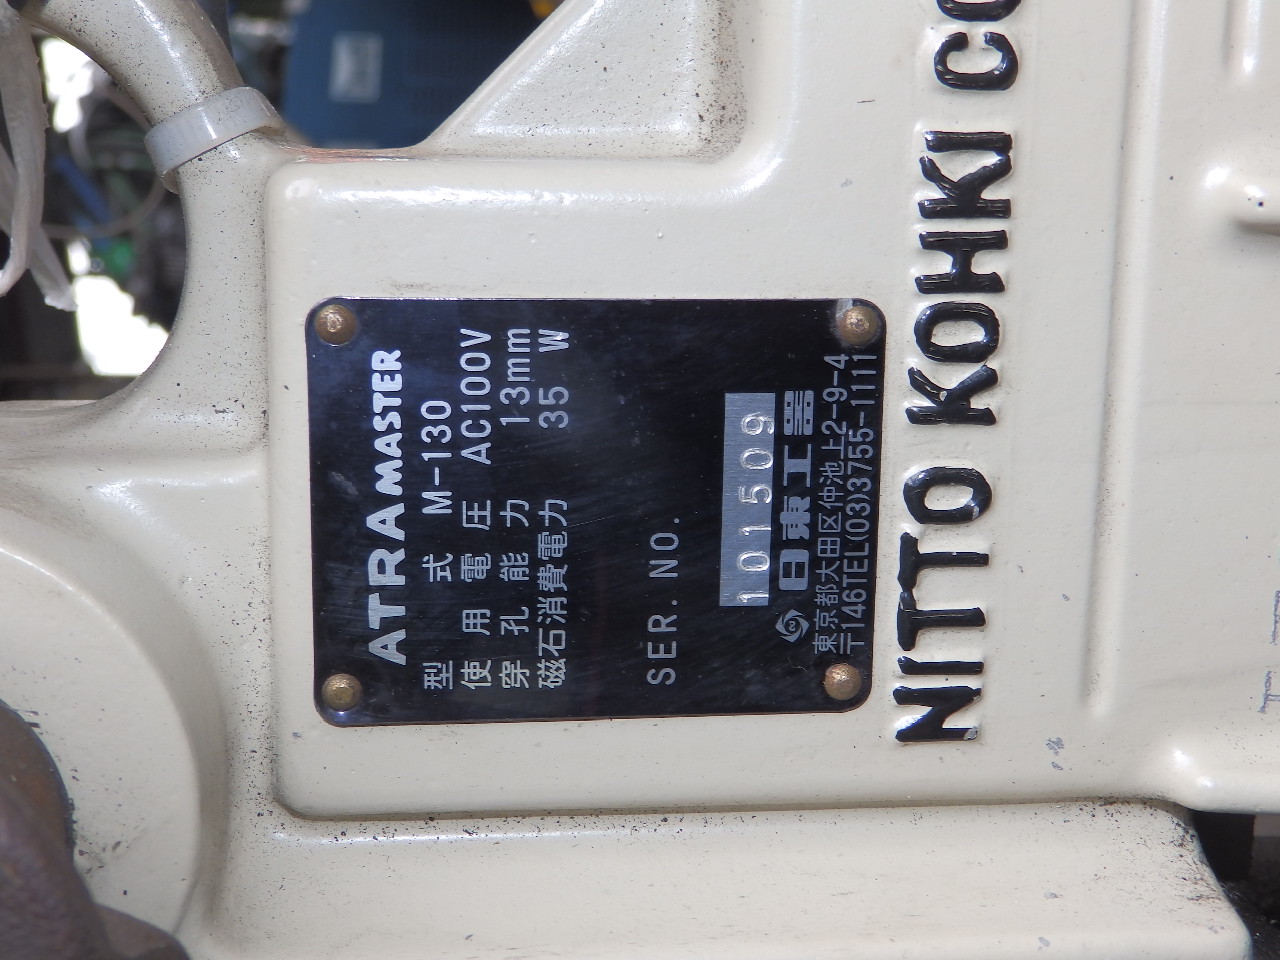 ATRAMASTER
型 式 M-130
使 用 電 圧 AC100V
穿 孔 能 力 13mm
磁石消費電力 35 W
SER. NO.
101509
日東工器
東京都大田区仲池上2-9-4
〒146TEL(03)3755-1111
NITTO KOHKI CO